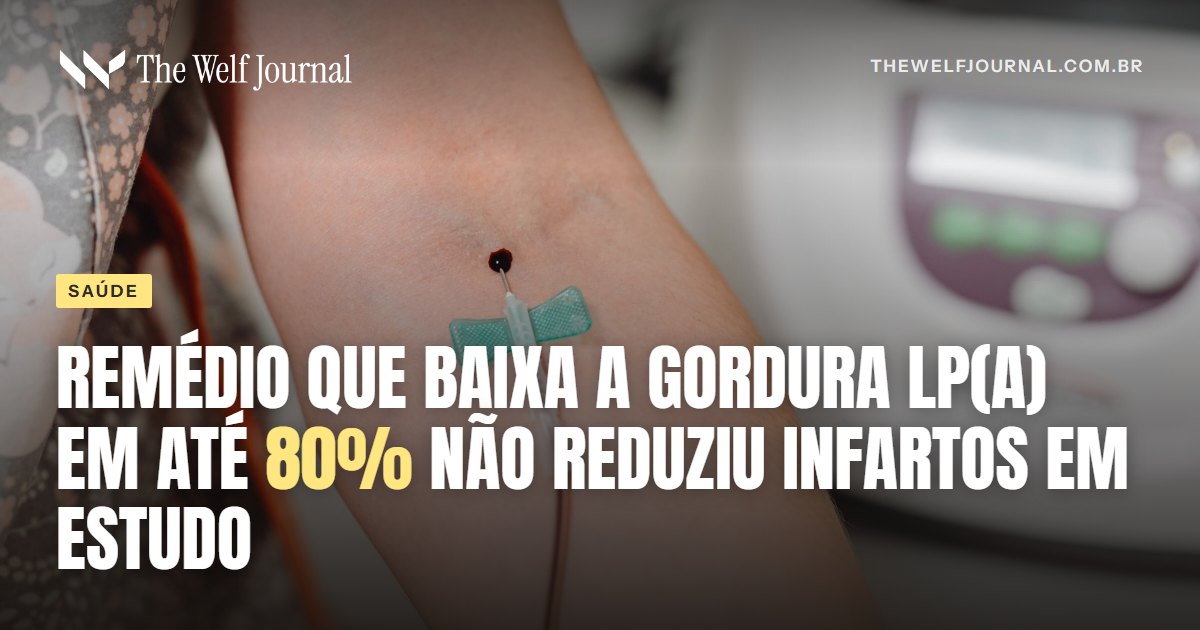 The Welf Journal
THEWELFJOURNAL.COM.BR
SAÚDE
REMÉDIO QUE BAIXA A GORDURA LP(A)
EM ATÉ 80% NÃO REDUZIU INFARTOS EM
ESTUDO